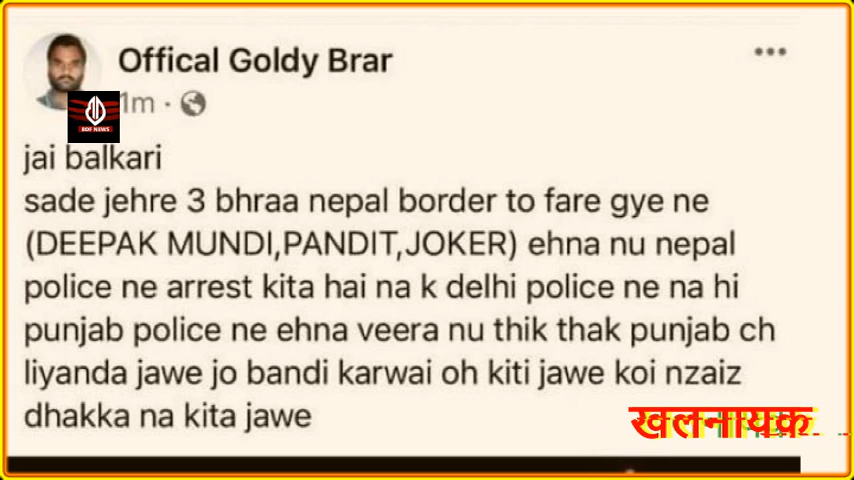 Offical Goldy Brar
1m
BDF NEWS
jai balkari
sade jehre 3 bhraa nepal border to fare gye ne
(DEEPAK MUNDI,PANDIT,JOKER) ehna nu nepal
police ne arrest kita hai na k delhi police ne na hi
punjab police ne ehna veera nu thik thak punjab ch
liyanda jawe jo bandi karwai oh kiti jawe koi nzaiz
dhakka na kita jawe
खलनायक